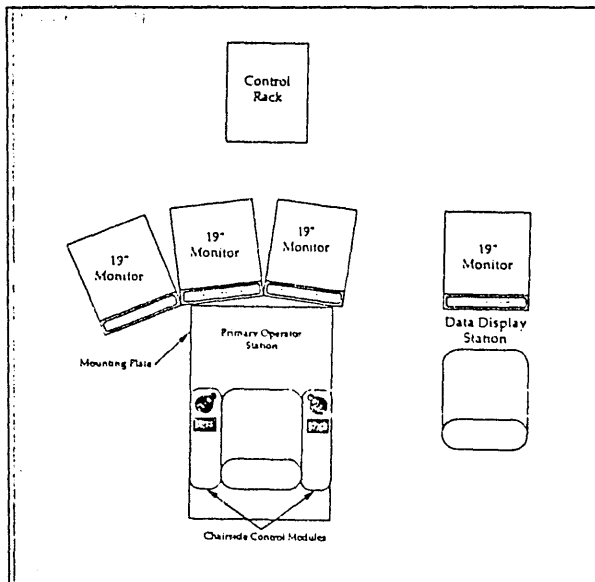 Control
Rack
19"
Monitor
19"
Monitor
19"
Monitor
19"
Monitor
Primary Operator
Station
Data Display
Station
Mounting Plate
Chairside Control Modules